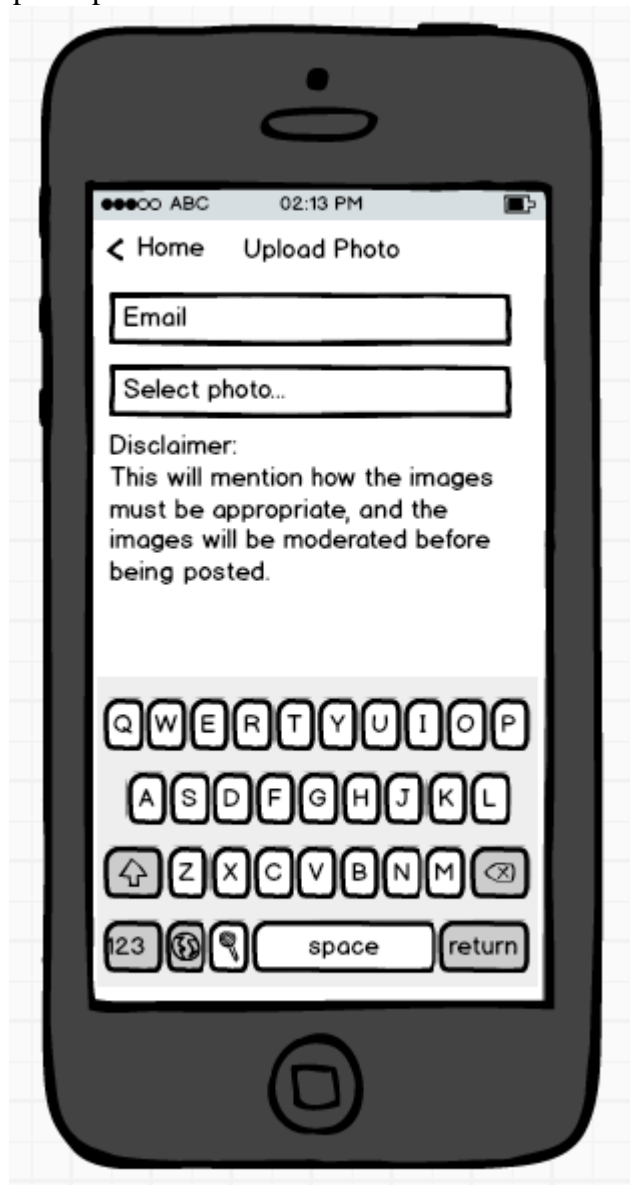 ABC 02:13 PM
< Home Upload Photo
Email
Select photo...
Disclaimer:
This will mention how the images
must be appropriate, and the
images will be moderated before
being posted.
Q W E R T Y U I O P
A S D F G H J K L
Z X C V B N M
123 space return